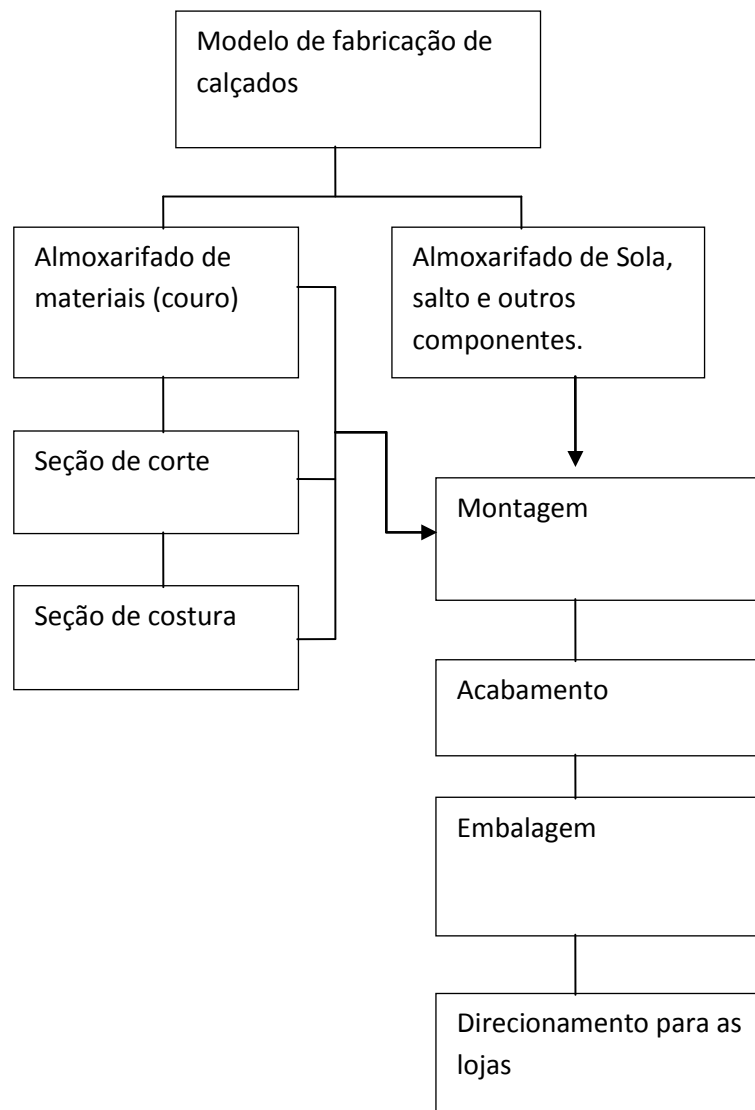 Modelo de fabricação de
calçados
Almoxarifado de
materiais (couro)
Almoxarifado de Sola,
salto e outros
componentes.
Seção de corte
Montagem
Seção de costura
Acabamento
Embalagem
Direcionamento para as
lojas